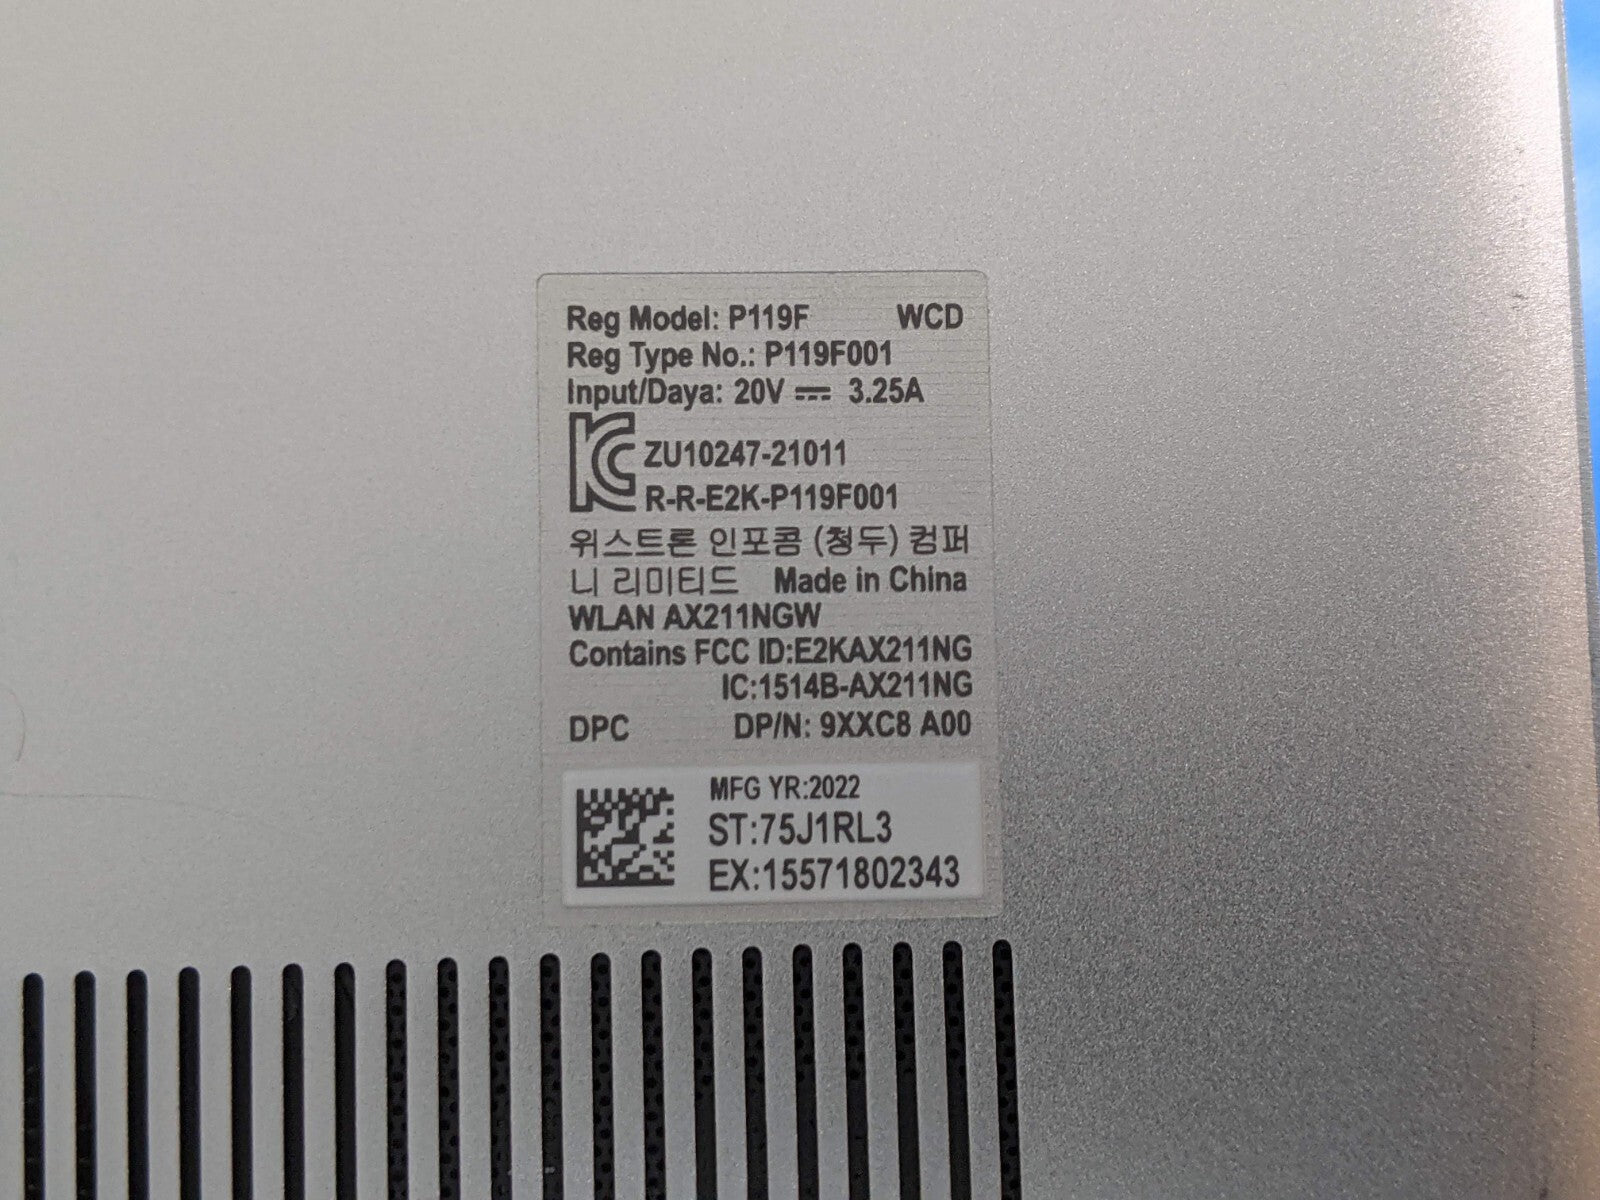 Reg Model: P119F WCD
Reg Type No.: P119F001
Input/Daya: 20V ⎓ 3.25A
ZU10247-21011
R-R-E2K-P119F001
위스트론 인포콤 (청두) 컴퍼
니 리미티드 Made in China
WLAN AX211NGW
Contains FCC ID:E2KAX211NG
IC:1514B-AX211NG
DPC DP/N: 9XXC8 A00
MFG YR:2022
ST:75J1RL3
EX:15571802343